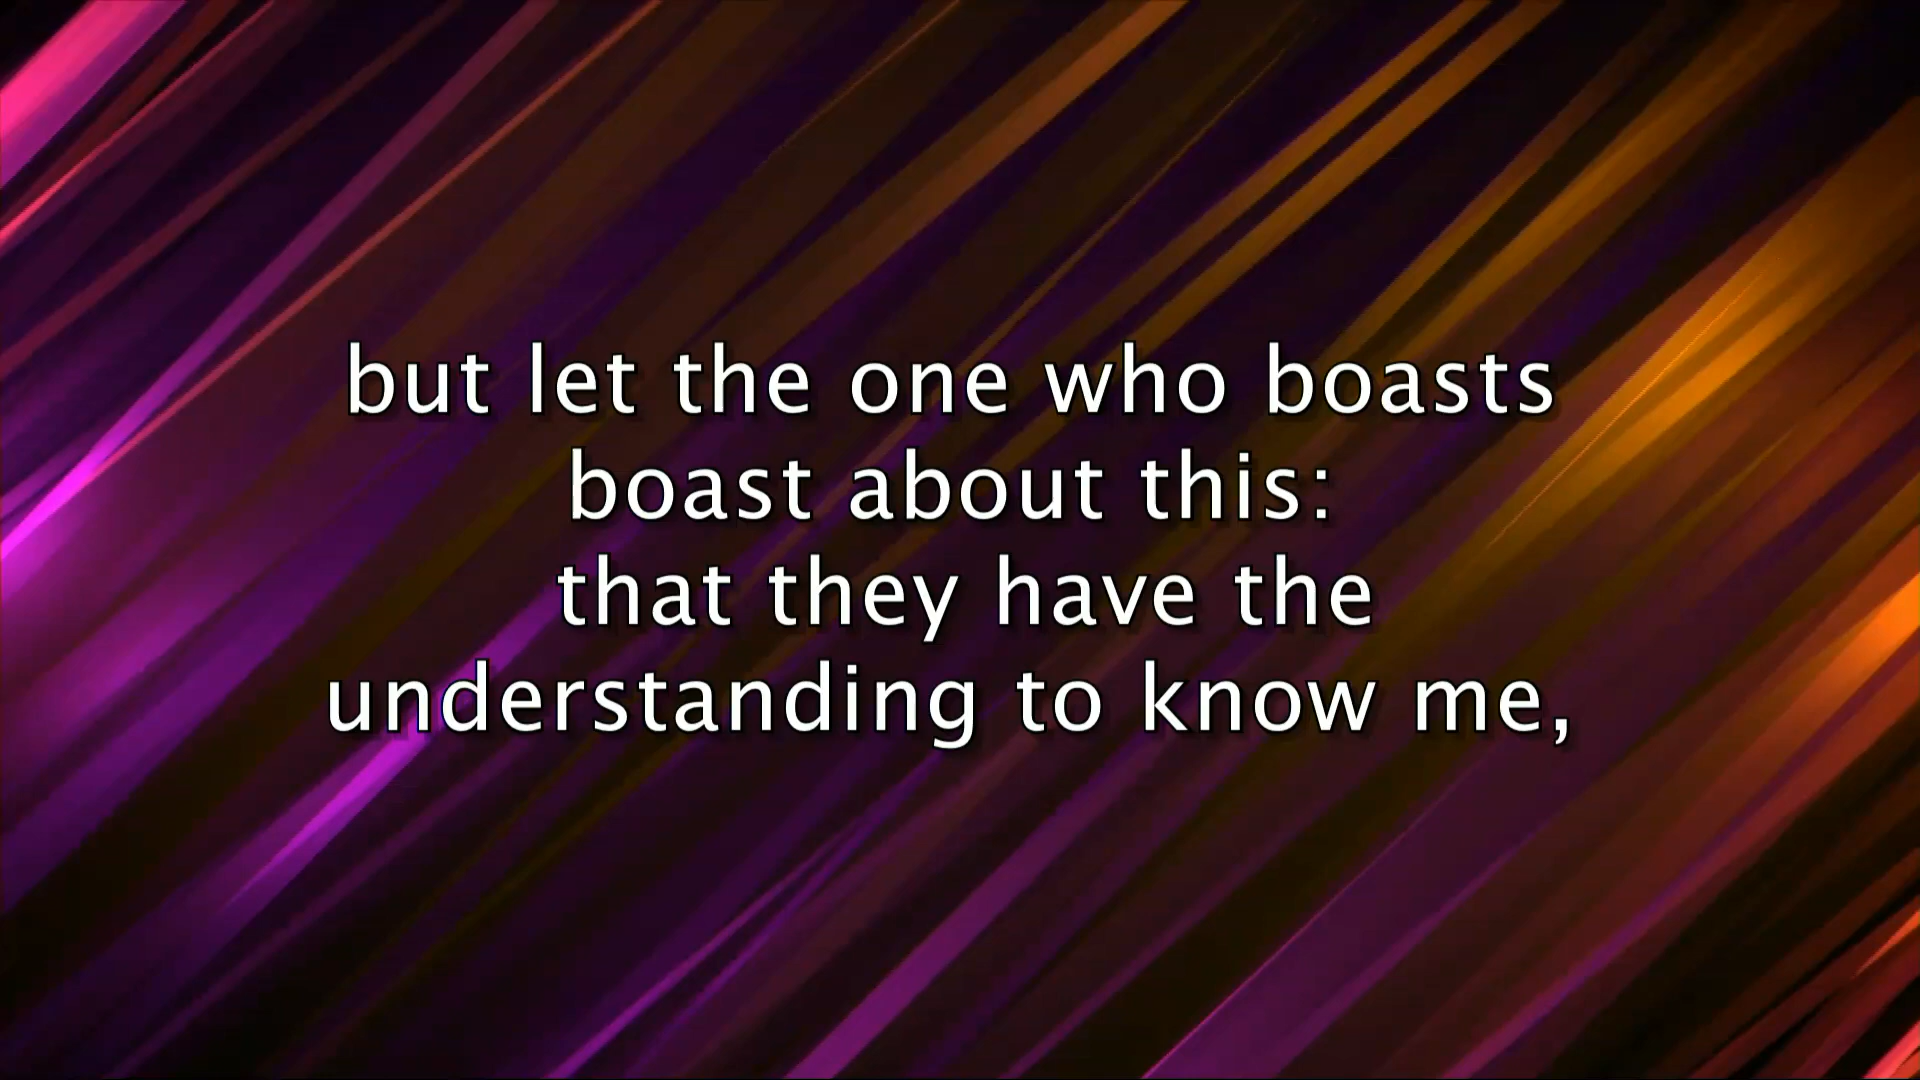 but let the one who boasts
boast about this:
that they have the
understanding to know me,